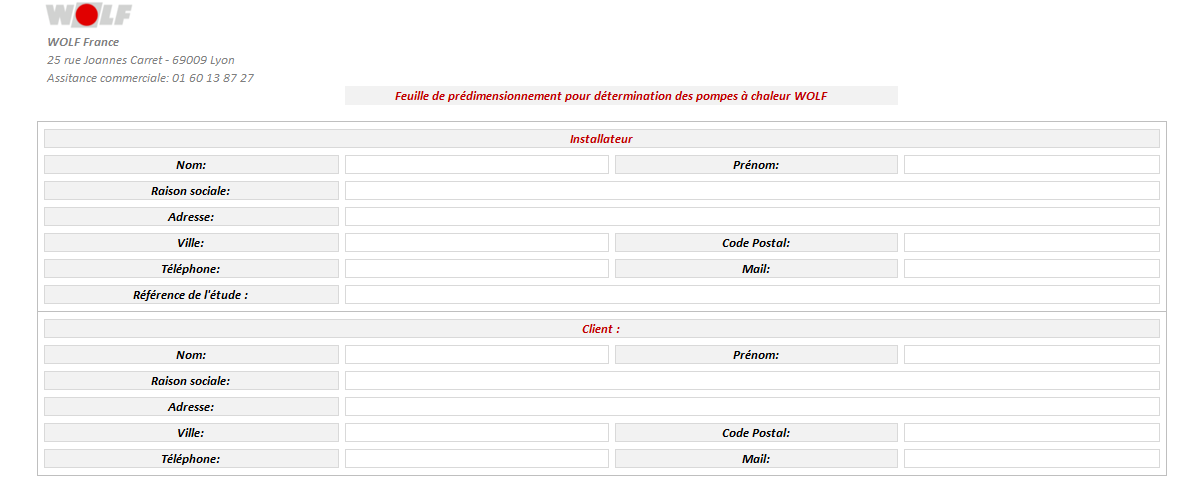 WOLF
WOLF France
25 rue Joannes Carret - 69009 Lyon
Assitance commerciale: 01 60 13 87 27
Feuille de prédimensionnement pour détermination des pompes à chaleur WOLF
Installateur
Nom: Prénom:
Raison sociale:
Adresse:
Ville: Code Postal:
Téléphone: Mail:
Référence de l'étude :
Client :
Nom: Prénom:
Raison sociale:
Adresse:
Ville: Code Postal:
Téléphone: Mail: